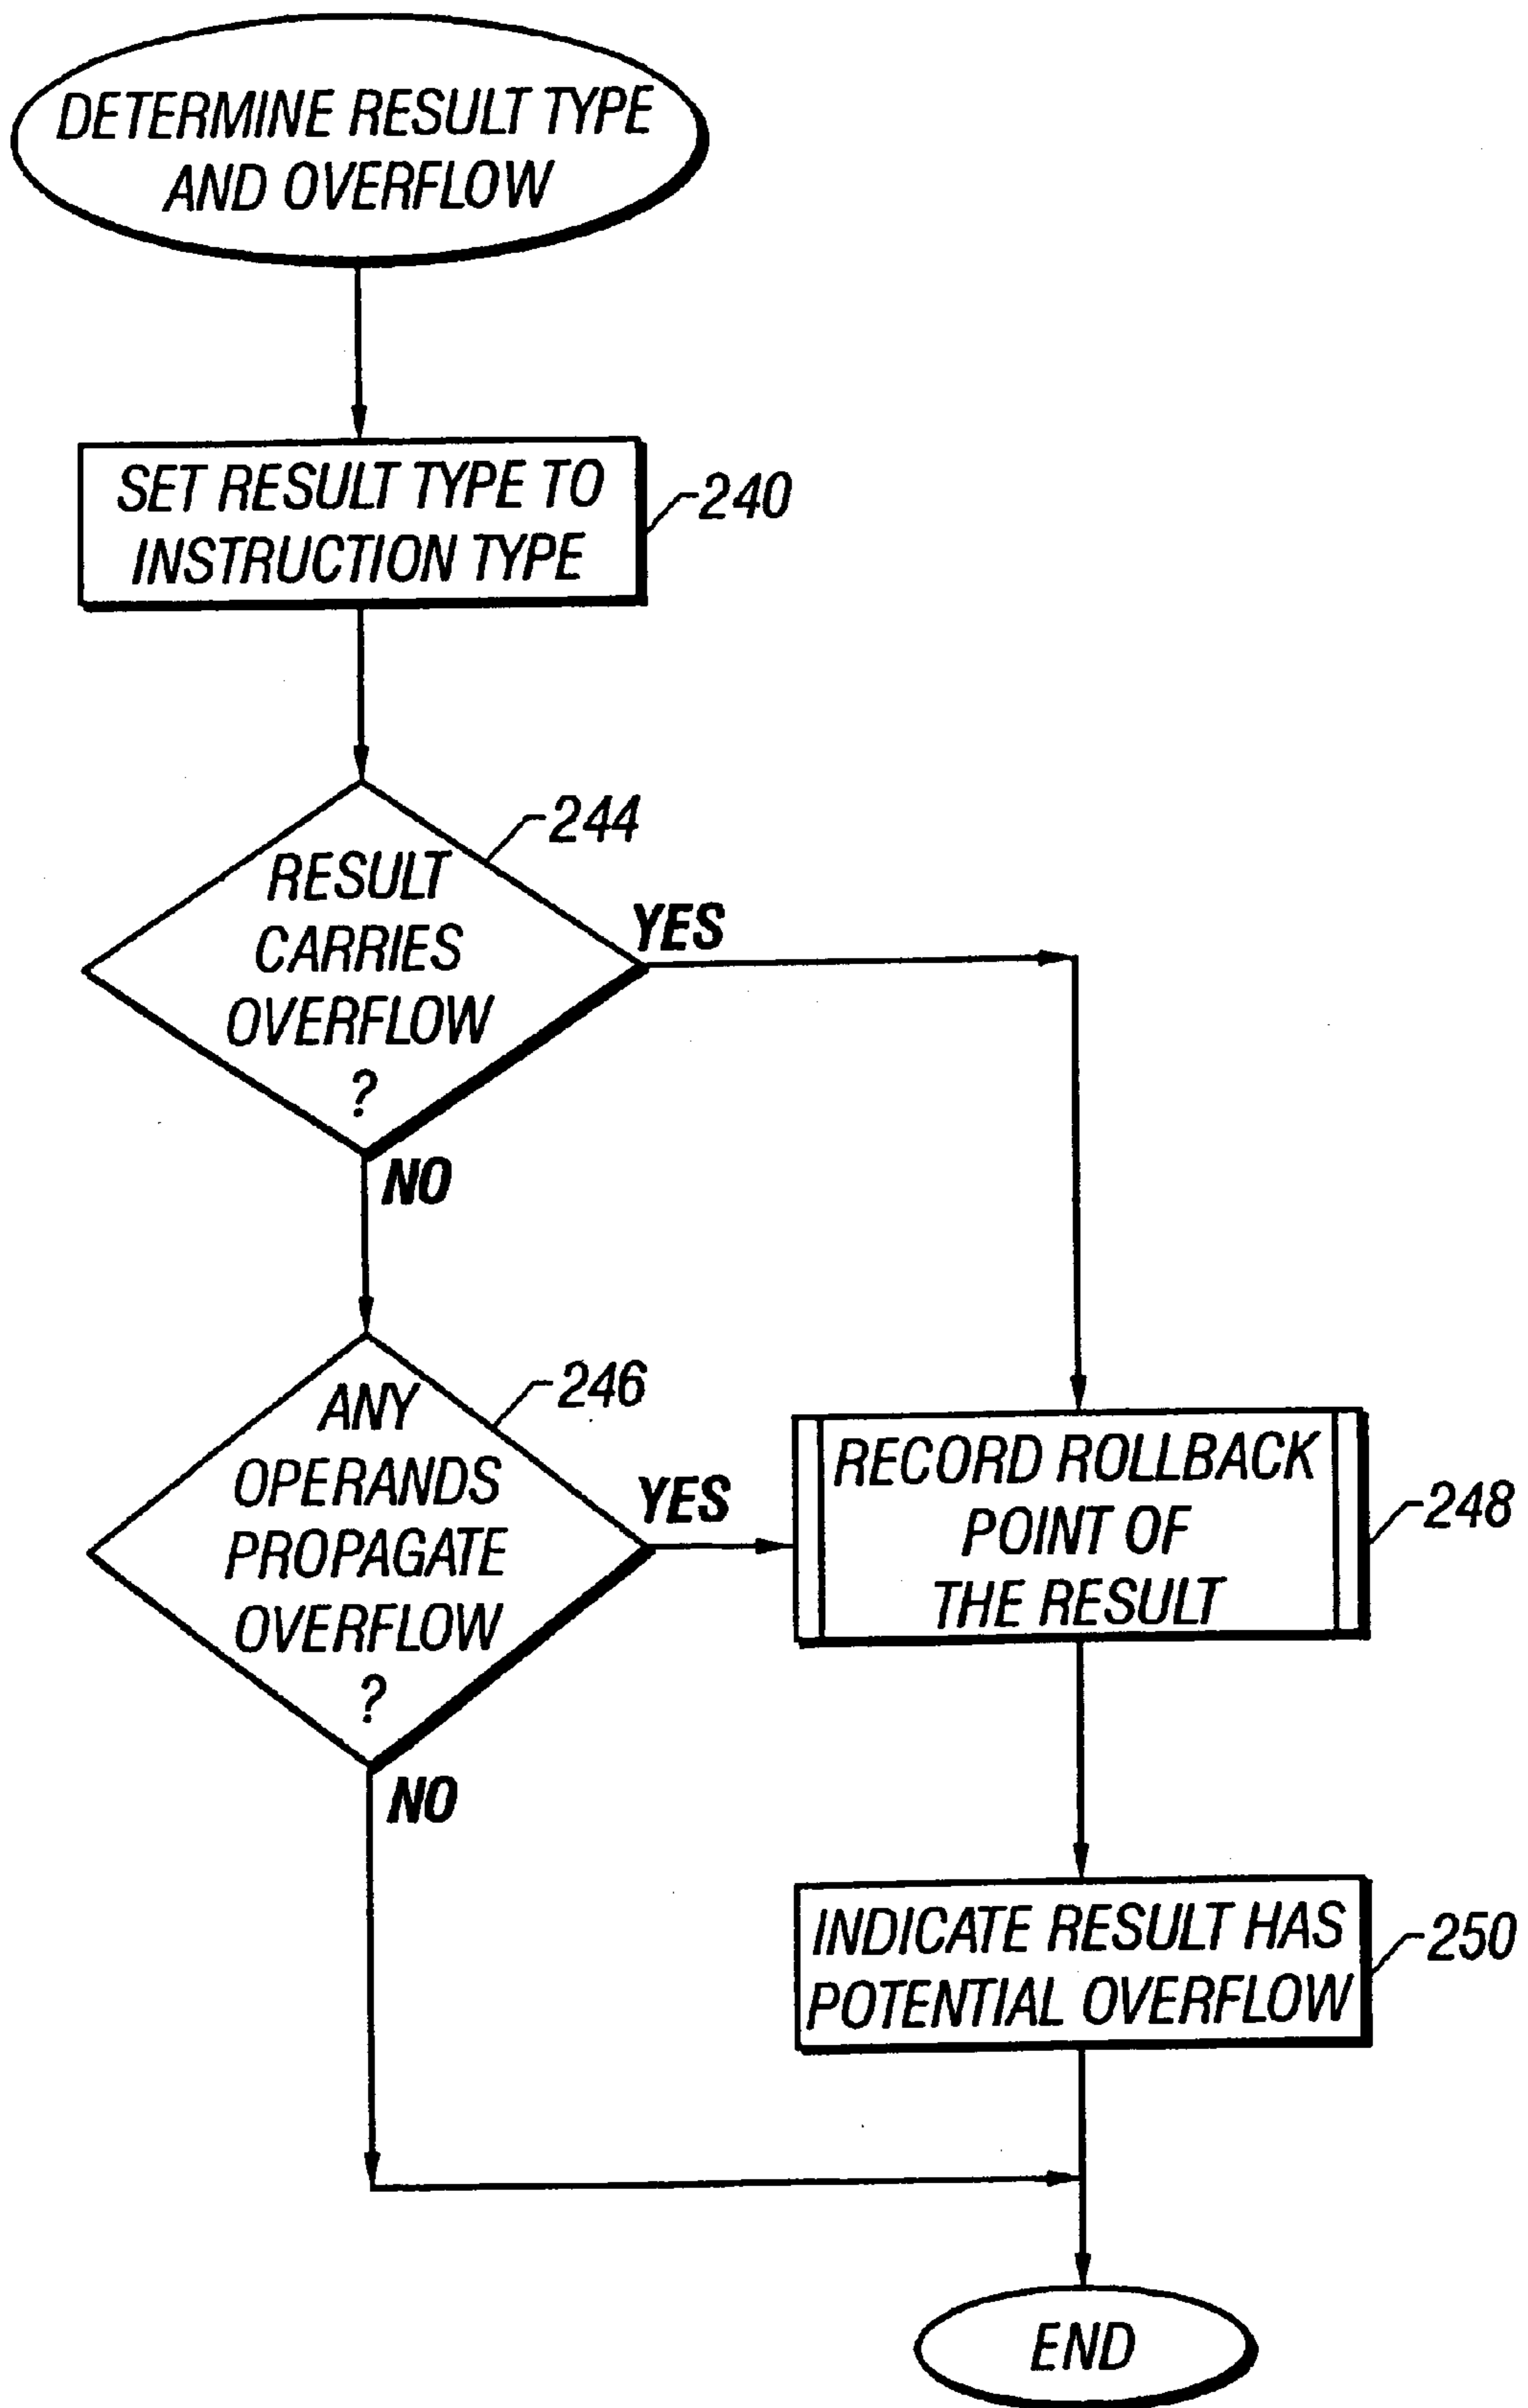 DETERMINE RESULT TYPE
AND OVERFLOW
SET RESULT TYPE TO
INSTRUCTION TYPE
240
244
RESULT
CARRIES
OVERFLOW
?
YES
NO
246
ANY
OPERANDS
PROPAGATE
OVERFLOW
?
YES
NO
RECORD ROLLBACK
POINT OF
THE RESULT
248
INDICATE RESULT HAS
POTENTIAL OVERFLOW
250
END